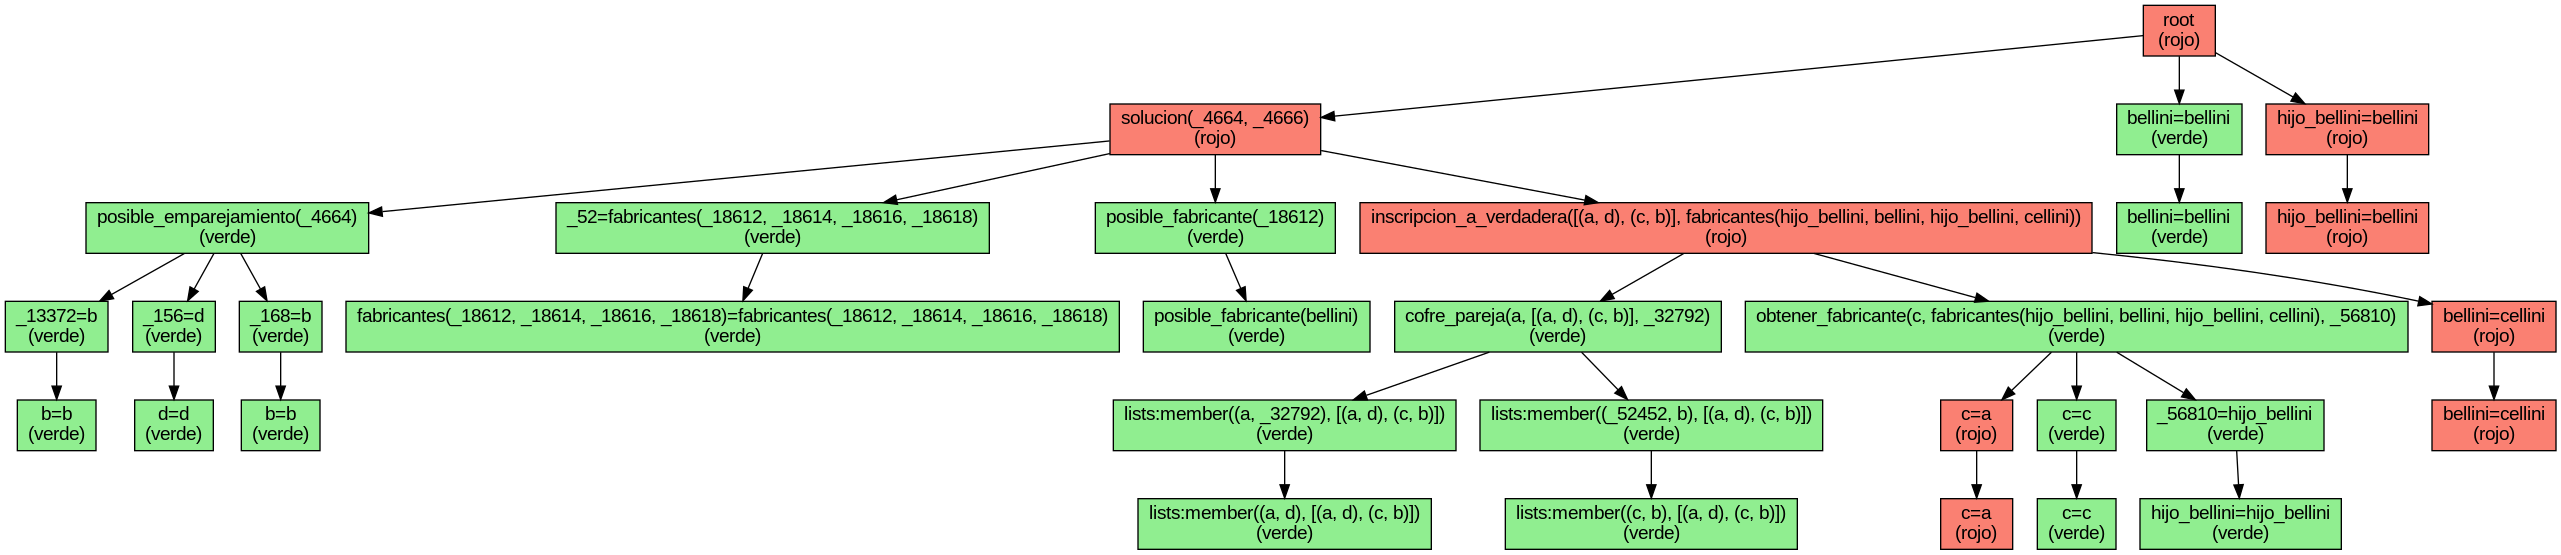 root
(rojo)
solucion(_4664, _4666)
(rojo)
bellini=bellini
(verde)
hijo_bellini=bellini
(rojo)
posible_emparejamiento(_4664)
(verde)
_52=fabricantes(_18612, _18614, _18616, _18618)
(verde)
posible_fabricante(_18612)
(verde)
inscripcion_a_verdadera([(a, d), (c, b)], fabricantes(hijo_bellini, bellini, hijo_bellini, cellini))
(rojo)
bellini=bellini
(verde)
hijo_bellini=bellini
(rojo)
_13372=b
(verde)
_156=d
(verde)
_168=b
(verde)
fabricantes(_18612, _18614, _18616, _18618)=fabricantes(_18612, _18614, _18616, _18618)
(verde)
posible_fabricante(bellini)
(verde)
cofre_pareja(a, [(a, d), (c, b)], _32792)
(verde)
obtener_fabricante(c, fabricantes(hijo_bellini, bellini, hijo_bellini, cellini), _56810)
(verde)
bellini=cellini
(rojo)
b=b
(verde)
d=d
(verde)
b=b
(verde)
lists:member((a, _32792), [(a, d), (c, b)])
(verde)
lists:member((_52452, b), [(a, d), (c, b)])
(verde)
c=a
(rojo)
c=c
(verde)
_56810=hijo_bellini
(verde)
bellini=cellini
(rojo)
lists:member((a, d), [(a, d), (c, b)])
(verde)
lists:member((c, b), [(a, d), (c, b)])
(verde)
c=a
(rojo)
c=c
(verde)
hijo_bellini=hijo_bellini
(verde)